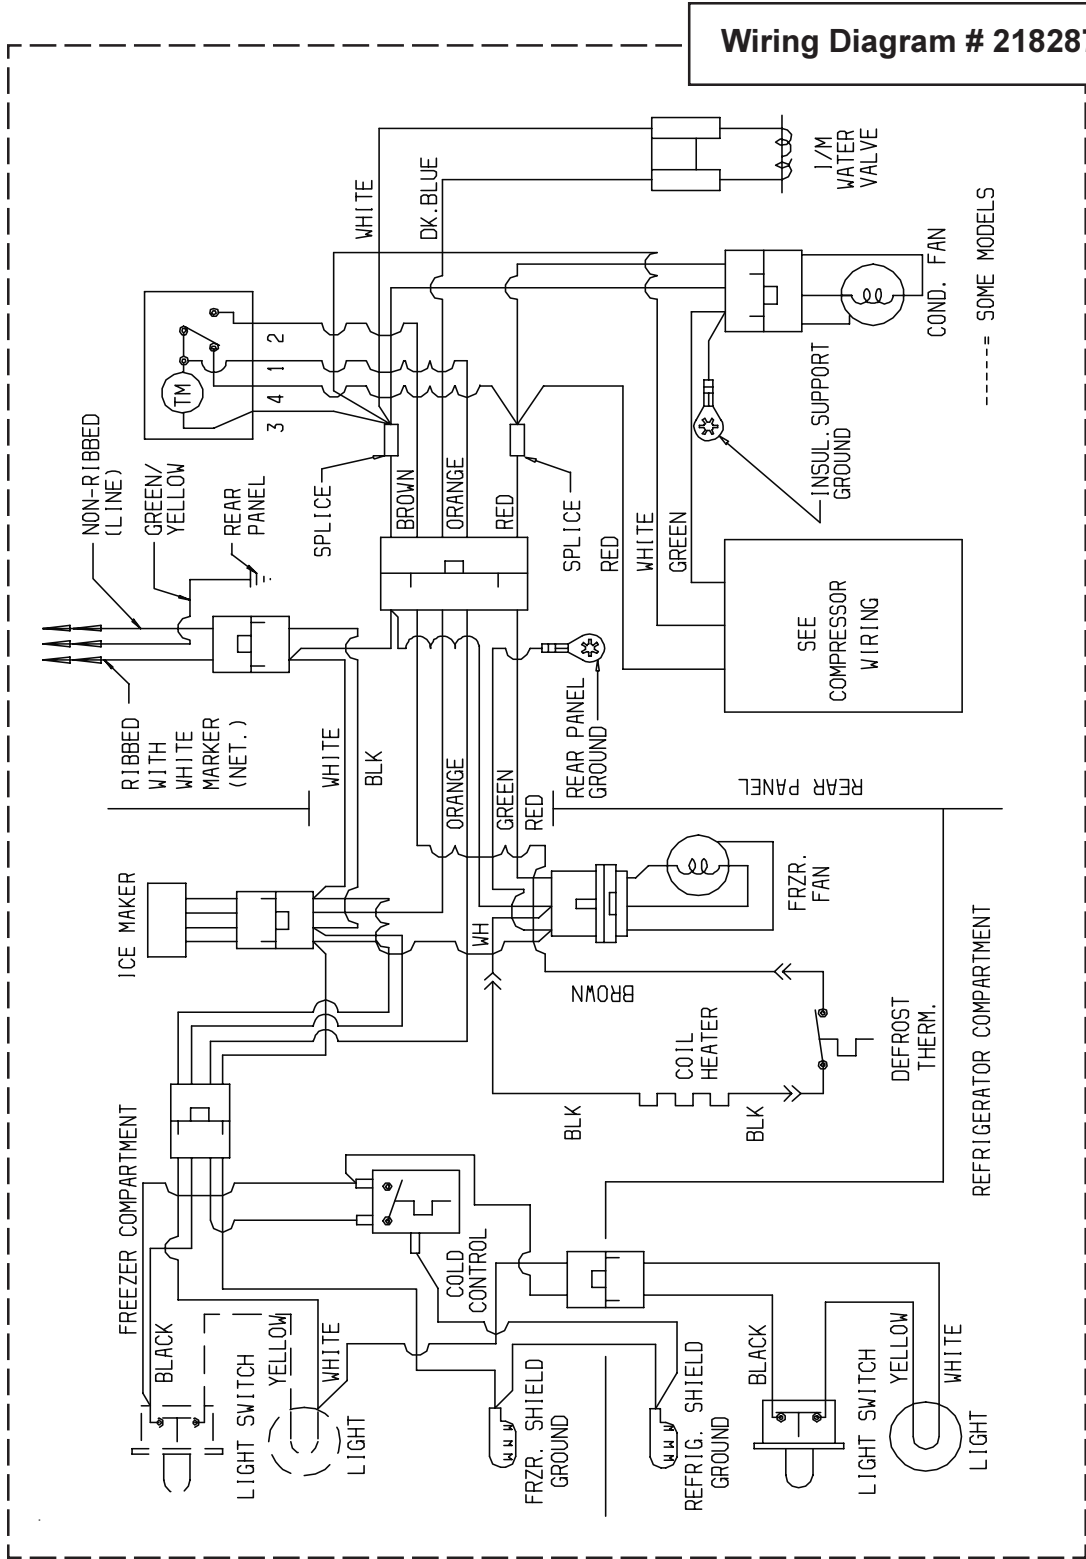 Wiring Diagram # 218287
WHITE
DK.BLUE
I/M
WATER
VALVE
NON-RIBBED
(LINE)
GREEN/
YELLOW
REAR
PANEL
TM
3 4 1 2
SPLICE
BROWN
ORANGE
RED
SPLICE
RED
WHITE
GREEN
INSUL. SUPPORT
GROUND
COND. FAN
-----= SOME MODELS
RIBBED
WITH
WHITE
MARKER
(NET.)
WHITE
BLK
ORANGE
GREEN
RED
REAR PANEL
GROUND
SEE
COMPRESSOR
WIRING
REAR PANEL
ICE MAKER
WH
FRZR.
FAN
BROWN
COIL
HEATER
BLK
BLK
DEFROST
THERM.
REFRIGERATOR COMPARTMENT
FREEZER COMPARTMENT
COLD
CONTROL
BLACK
LIGHT SWITCH
YELLOW
WHITE
LIGHT
FRZR. SHIELD
GROUND
REFRIG. SHIELD
GROUND
BLACK
LIGHT SWITCH
YELLOW
WHITE
LIGHT